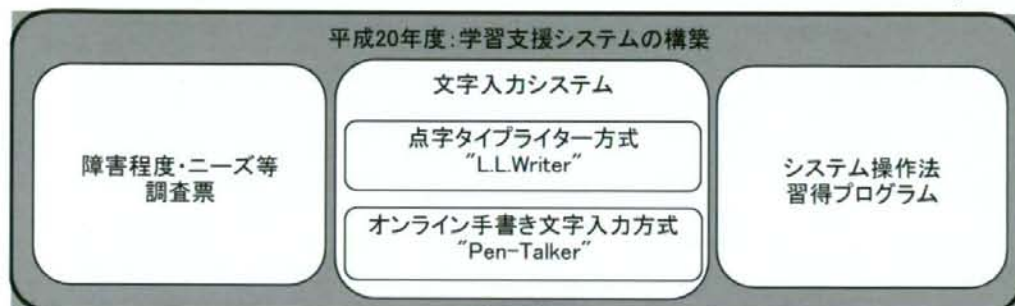 平成20年度:学習支援システムの構築
障害程度・ニーズ等
調査票
文字入力システム
点字タイプライター方式
"L.L.Writer"
オンライン手書き文字入力方式
"Pen-Talker"
システム操作法
習得プログラム